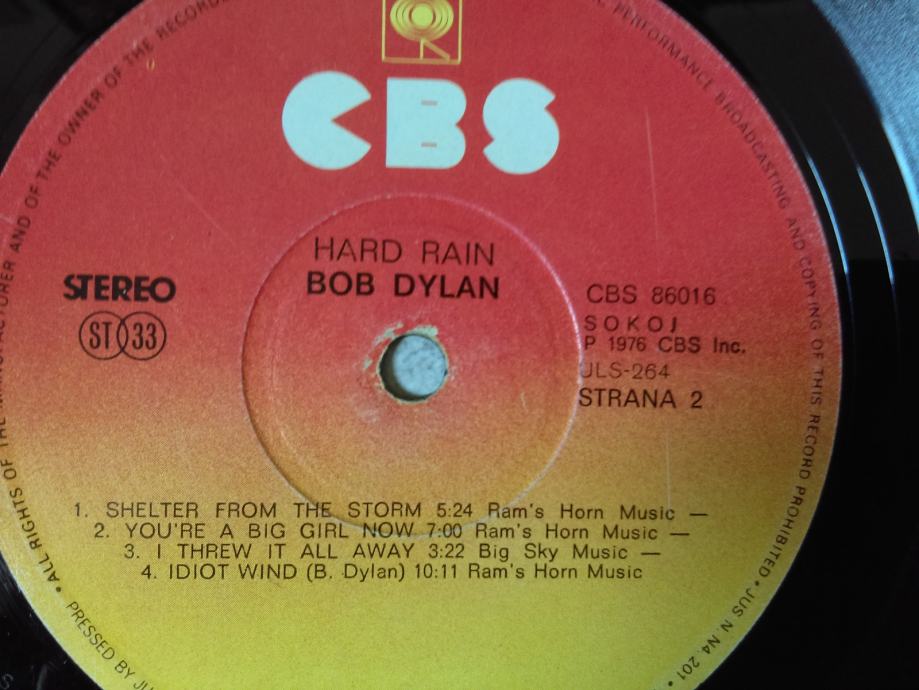 CBS
HARD RAIN
BOB DYLAN
STEREO
ST 33
CBS 86016
SOKOJ
P 1976 CBS Inc.
ULS-264
STRANA 2
1. SHELTER FROM THE STORM 5:24 Ram's Horn Music —
2. YOU'RE A BIG GIRL NOW 7:00 Ram's Horn Music —
3. I THREW IT ALL AWAY 3:22 Big Sky Music —
4. IDIOT WIND (B. Dylan) 10:11 Ram's Horn Music
• ALL RIGHTS OF THE MANUFACTURER AND OF THE OWNER OF THE RECORDED
PERFORMANCE BROADCASTING AND COPYING OF THIS RECORD PROHIBITED • JUS N. N4. 201 •
PRESSED BY